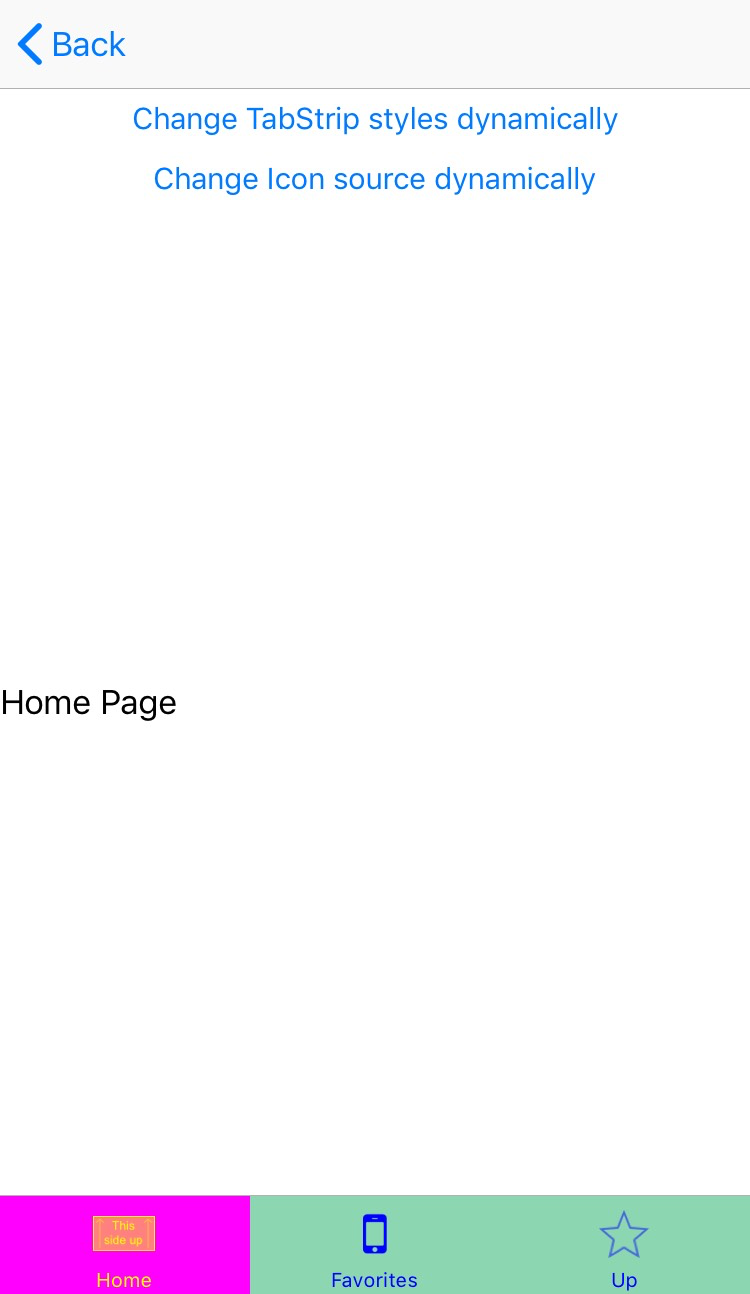 Back
Change TabStrip styles dynamically
Change Icon source dynamically
Home Page
This
side up
Home
Favorites
Up